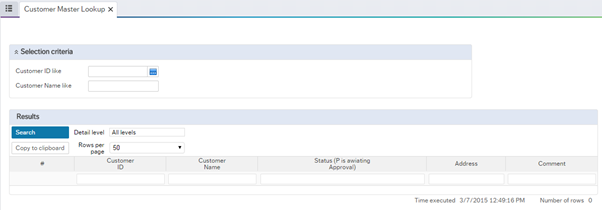 Customer Master Lookup
Selection criteria
Customer ID like
Customer Name like
Results
Search
Detail level
All levels
Copy to clipboard
Rows per page
50
# Customer ID Customer Name Status (P is awiating Approval) Address Comment
Time executed 3/7/2015 12:49:16 PM Number of rows 0